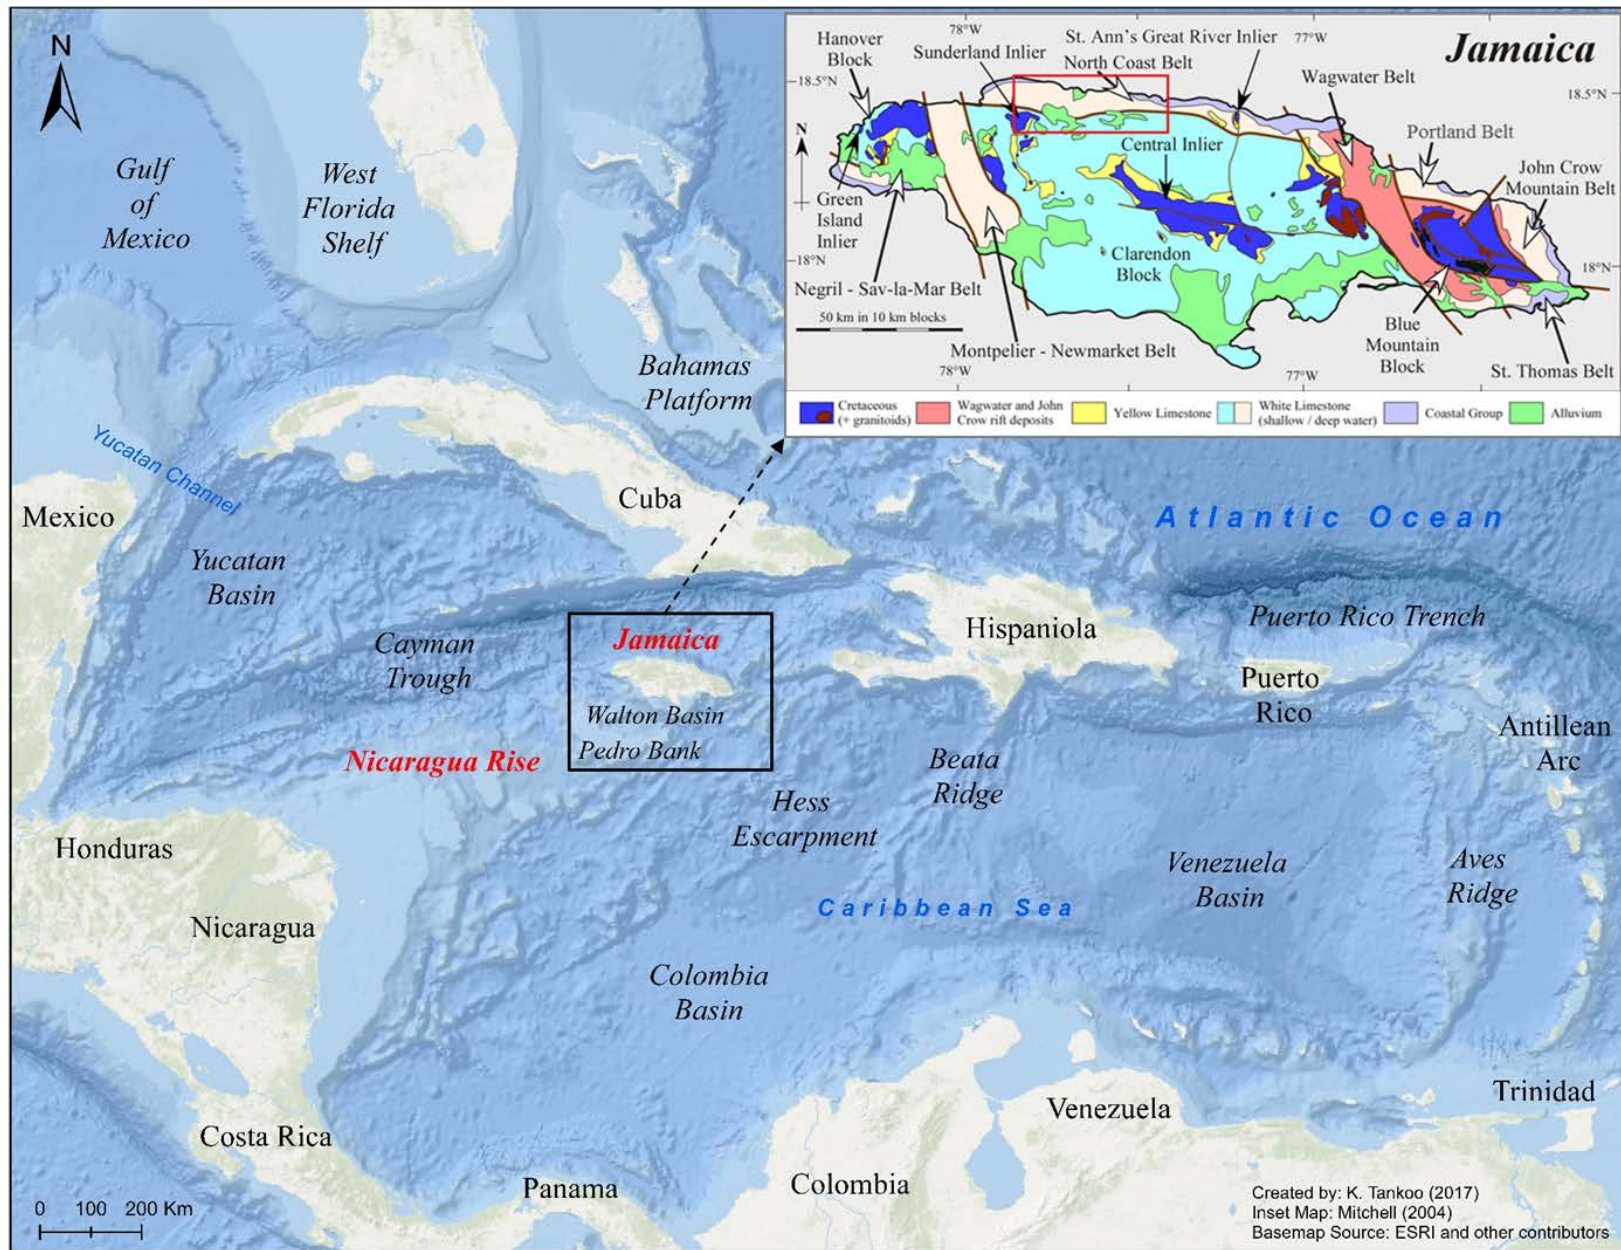 N
Gulf
of
Mexico
West
Florida
Shelf
Bahamas
Platform
Yucatan Channel
Mexico
Cuba
Atlantic Ocean
Yucatan
Basin
Cayman
Trough
Jamaica
Hispaniola
Puerto Rico Trench
Puerto
Rico
Walton Basin
Pedro Bank
Nicaragua Rise
Beata
Ridge
Antillean
Arc
Hess
Escarpment
Honduras
Venezuela
Basin
Aves
Ridge
Nicaragua
Caribbean Sea
Colombia
Basin
Trinidad
Venezuela
Costa Rica
Panama
Colombia
0 100 200 Km
Created by: K. Tankoo (2017)
Inset Map: Mitchell (2004)
Basemap Source: ESRI and other contributors
Jamaica
78°W
77°W
Hanover
Block
Sunderland Inlier
St. Ann's Great River Inlier
North Coast Belt
Wagwater Belt
18.5°N
18.5°N
N
Portland Belt
Central Inlier
John Crow
Mountain Belt
Green
Island
Inlier
Clarendon
Block
18°N
18°N
Negril - Sav-la-Mar Belt
50 km in 10 km blocks
Montpelier - Newmarket Belt
Blue
Mountain
Block
St. Thomas Belt
78°W
77°W
Cretaceous
(+ granitoids)
Wagwater and John
Crow rift deposits
Yellow Limestone
White Limestone
(shallow / deep water)
Coastal Group
Alluvium